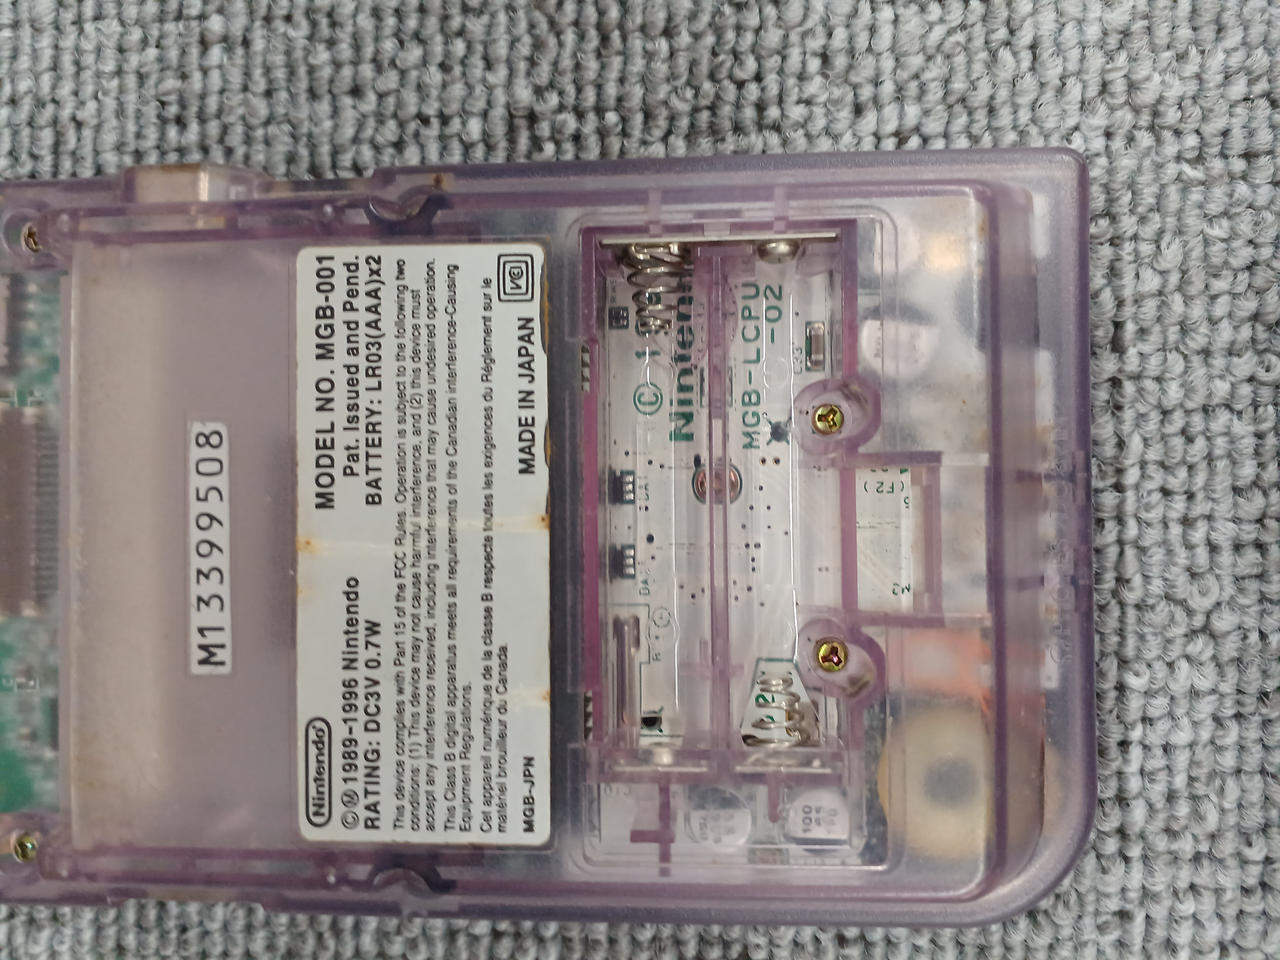 M13399508
MODEL NO. MGB-001
Pat. Issued and Pend.
BATTERY: LR03(AAA)x2
Nintendo
Ⓜ 1989-1996 Nintendo
RATING: DC3V 0.7W
This device complies with Part 15 of the FCC Rules. Operation is subject to the following two
conditions: (1) This device may not cause harmful interference, and (2) this device must
accept any interference received, including interference that may cause undesired operation.
This Class B digital apparatus meets all requirements of the Canadian Interference-Causing
Equipment Regulations.
Cet appareil numérique de la classe B respecte toutes les exigences du Règlement sur le
matériel brouilleur du Canada.
MGB-JPN
MADE IN JAPAN
© 1
Ninten
MGB-LCPU
-02
100